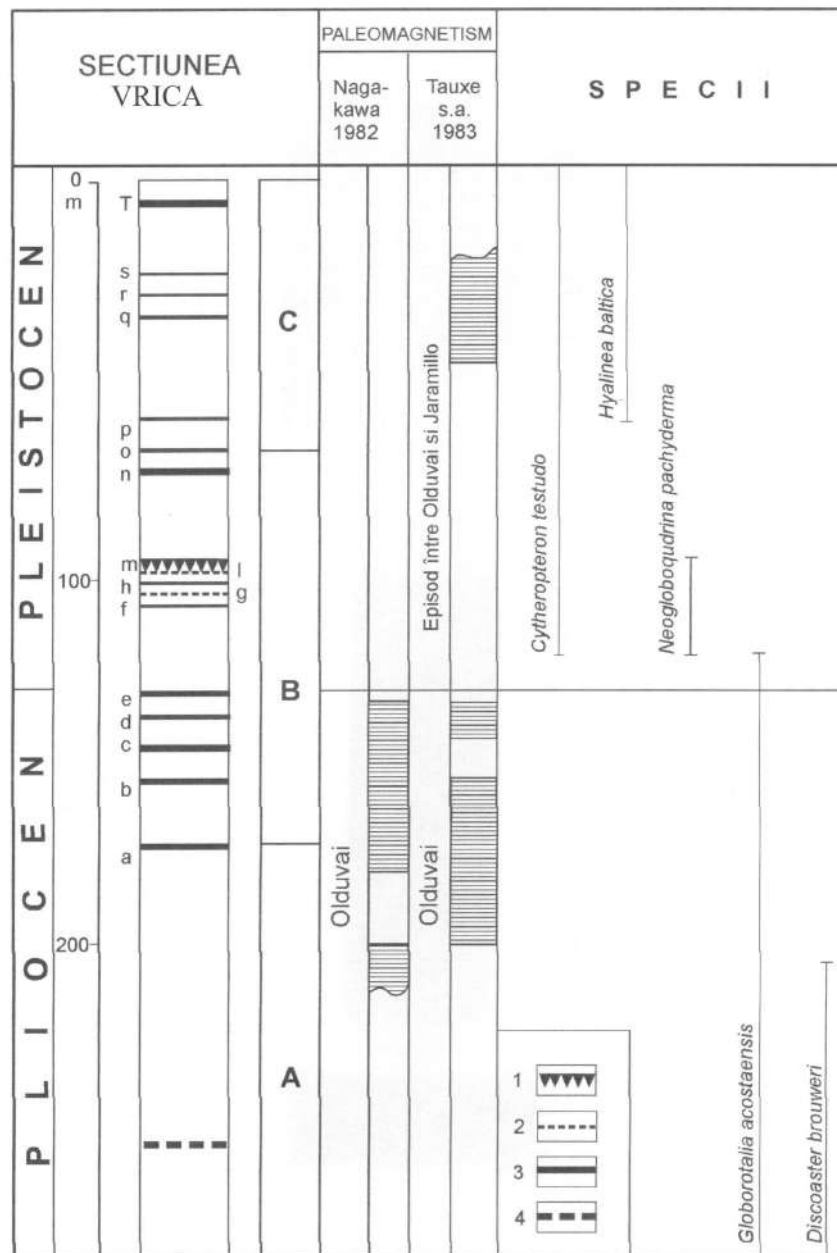 SECTIUNEA
VRICA
PALEOMAGNETISM
Naga-
kawa
1982
Tauxe
s.a.
1983
SPECII
PLEISTOCEN
PLIOCEN
0
m
100
200
T
s
r
q
p
o
n
m
l
h
g
f
e
d
c
b
a
C
B
A
Olduvai
Episod între Olduvai si Jaramillo
Olduvai
Cytheropteron testudo
Hyalinea baltica
Neogloboqudrina pachyderma
Globorotalia acostaensis
Discoaster brouweri
1
2
3
4